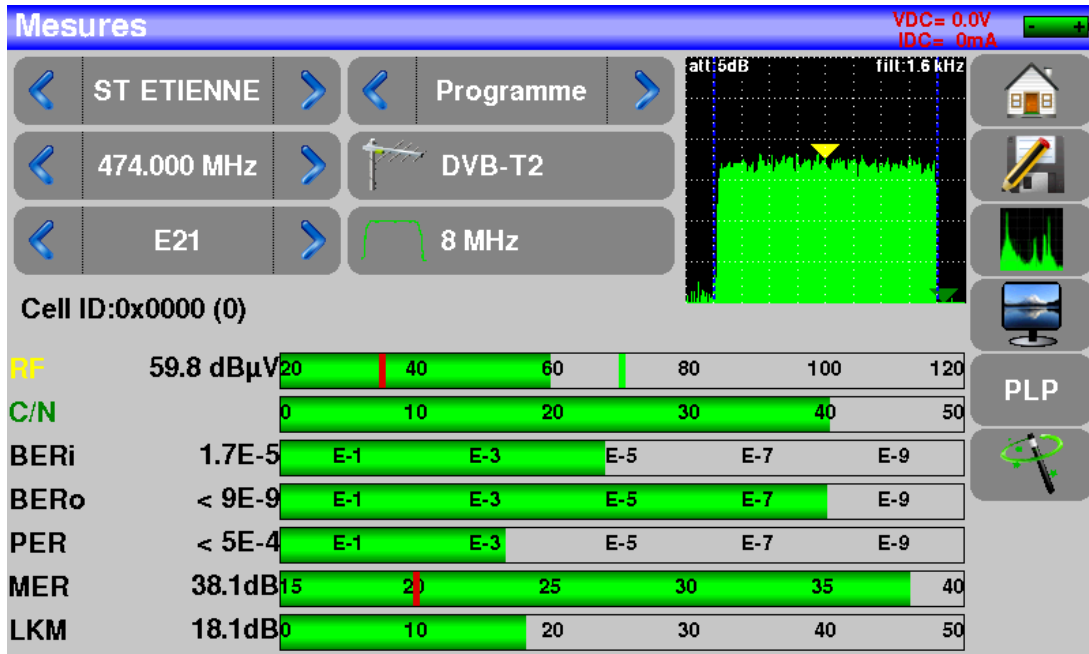 Mesures
VDC= 0.0V
IDC= 0mA
- +
ST ETIENNE
Programme
474.000 MHz
DVB-T2
E21
8 MHz
att:5dB filt:1.6 kHz
Cell ID:0x0000 (0)
RF 59.8 dBµV 20 40 60 80 100 120
C/N 0 10 20 30 40 50
BERi 1.7E-5 E-1 E-3 E-5 E-7 E-9
BERo < 9E-9 E-1 E-3 E-5 E-7 E-9
PER < 5E-4 E-1 E-3 E-5 E-7 E-9
MER 38.1dB 15 20 25 30 35 40
LKM 18.1dB 0 10 20 30 40 50
PLP